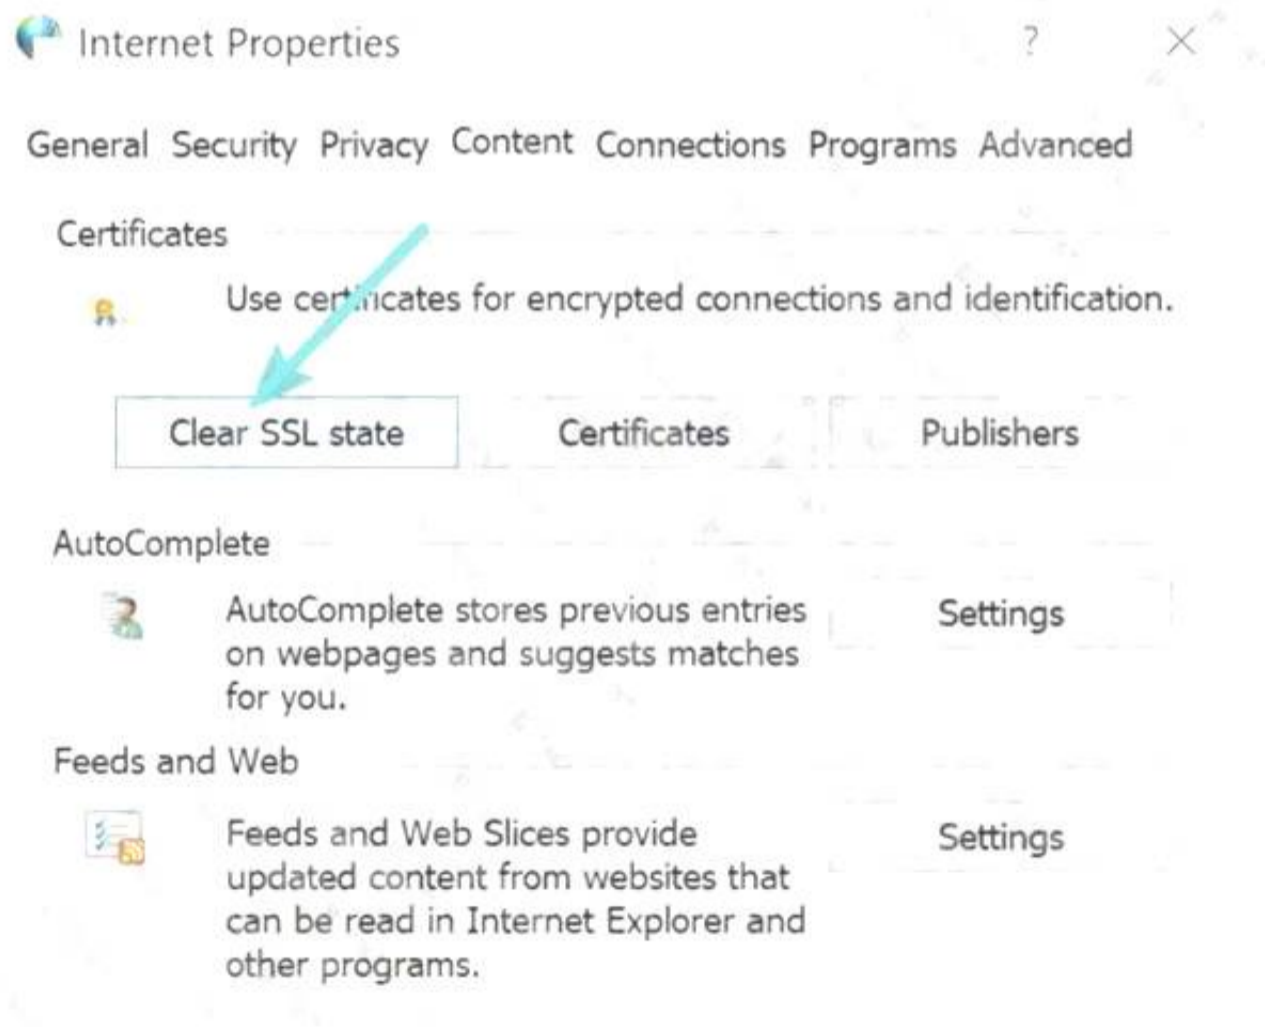 Internet Properties ? ×
General Security Privacy Content Connections Programs Advanced
Certificates
Use certificates for encrypted connections and identification.
Clear SSL state Certificates Publishers
AutoComplete
AutoComplete stores previous entries Settings
on webpages and suggests matches
for you.
Feeds and Web
Feeds and Web Slices provide Settings
updated content from websites that
can be read in Internet Explorer and
other programs.